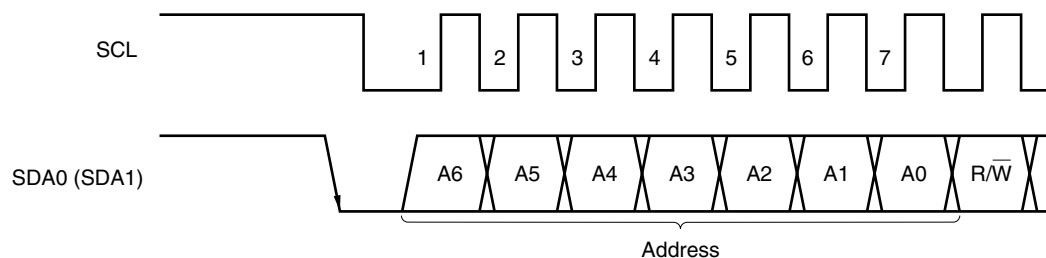 SCL
1 2 3 4 5 6 7
SDA0 (SDA1)
A6 A5 A4 A3 A2 A1 A0 R/W̅
Address